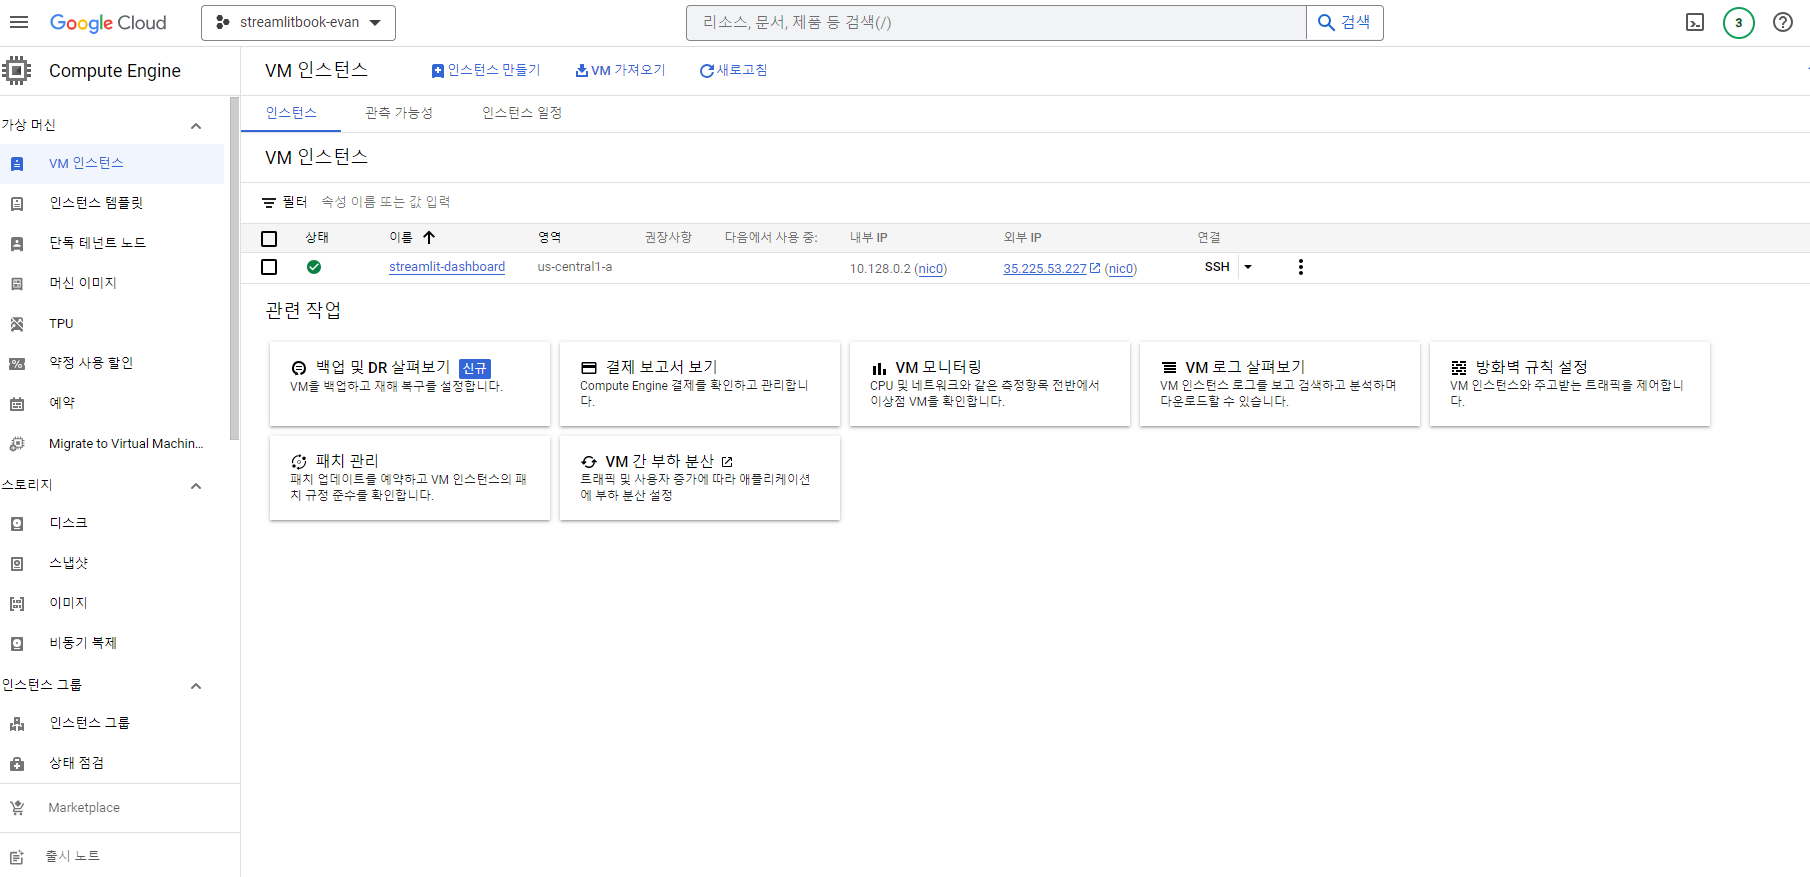 Google Cloud
streamlitbook-evan
리소스, 문서, 제품 등 검색(/)
검색
3
Compute Engine
가상 머신
VM 인스턴스
인스턴스 템플릿
단독 테넌트 노드
머신 이미지
TPU
약정 사용 할인
예약
Migrate to Virtual Machin...
스토리지
디스크
스냅샷
이미지
비동기 복제
인스턴스 그룹
인스턴스 그룹
상태 점검
Marketplace
출시 노트
VM 인스턴스
인스턴스 만들기
VM 가져오기
새로고침
인스턴스
관측 가능성
인스턴스 일정
VM 인스턴스
필터 속성 이름 또는 값 입력
상태 이름 영역 권장사항 다음에서 사용 중: 내부 IP 외부 IP 연결
streamlit-dashboard us-central1-a 10.128.0.2 (nic0) 35.225.53.227 (nic0) SSH
관련 작업
백업 및 DR 살펴보기 신규
VM을 백업하고 재해 복구를 설정합니다.
결제 보고서 보기
Compute Engine 결제를 확인하고 관리합니
다.
VM 모니터링
CPU 및 네트워크와 같은 측정항목 전반에서
이상점 VM을 확인합니다.
VM 로그 살펴보기
VM 인스턴스 로그를 보고 검색하고 분석하며
다운로드할 수 있습니다.
방화벽 규칙 설정
VM 인스턴스와 주고받는 트래픽을 제어합니
다.
패치 관리
패치 업데이트를 예약하고 VM 인스턴스의 패
치 규정 준수를 확인합니다.
VM 간 부하 분산
트래픽 및 사용자 증가에 따라 애플리케이션
에 부하 분산 설정